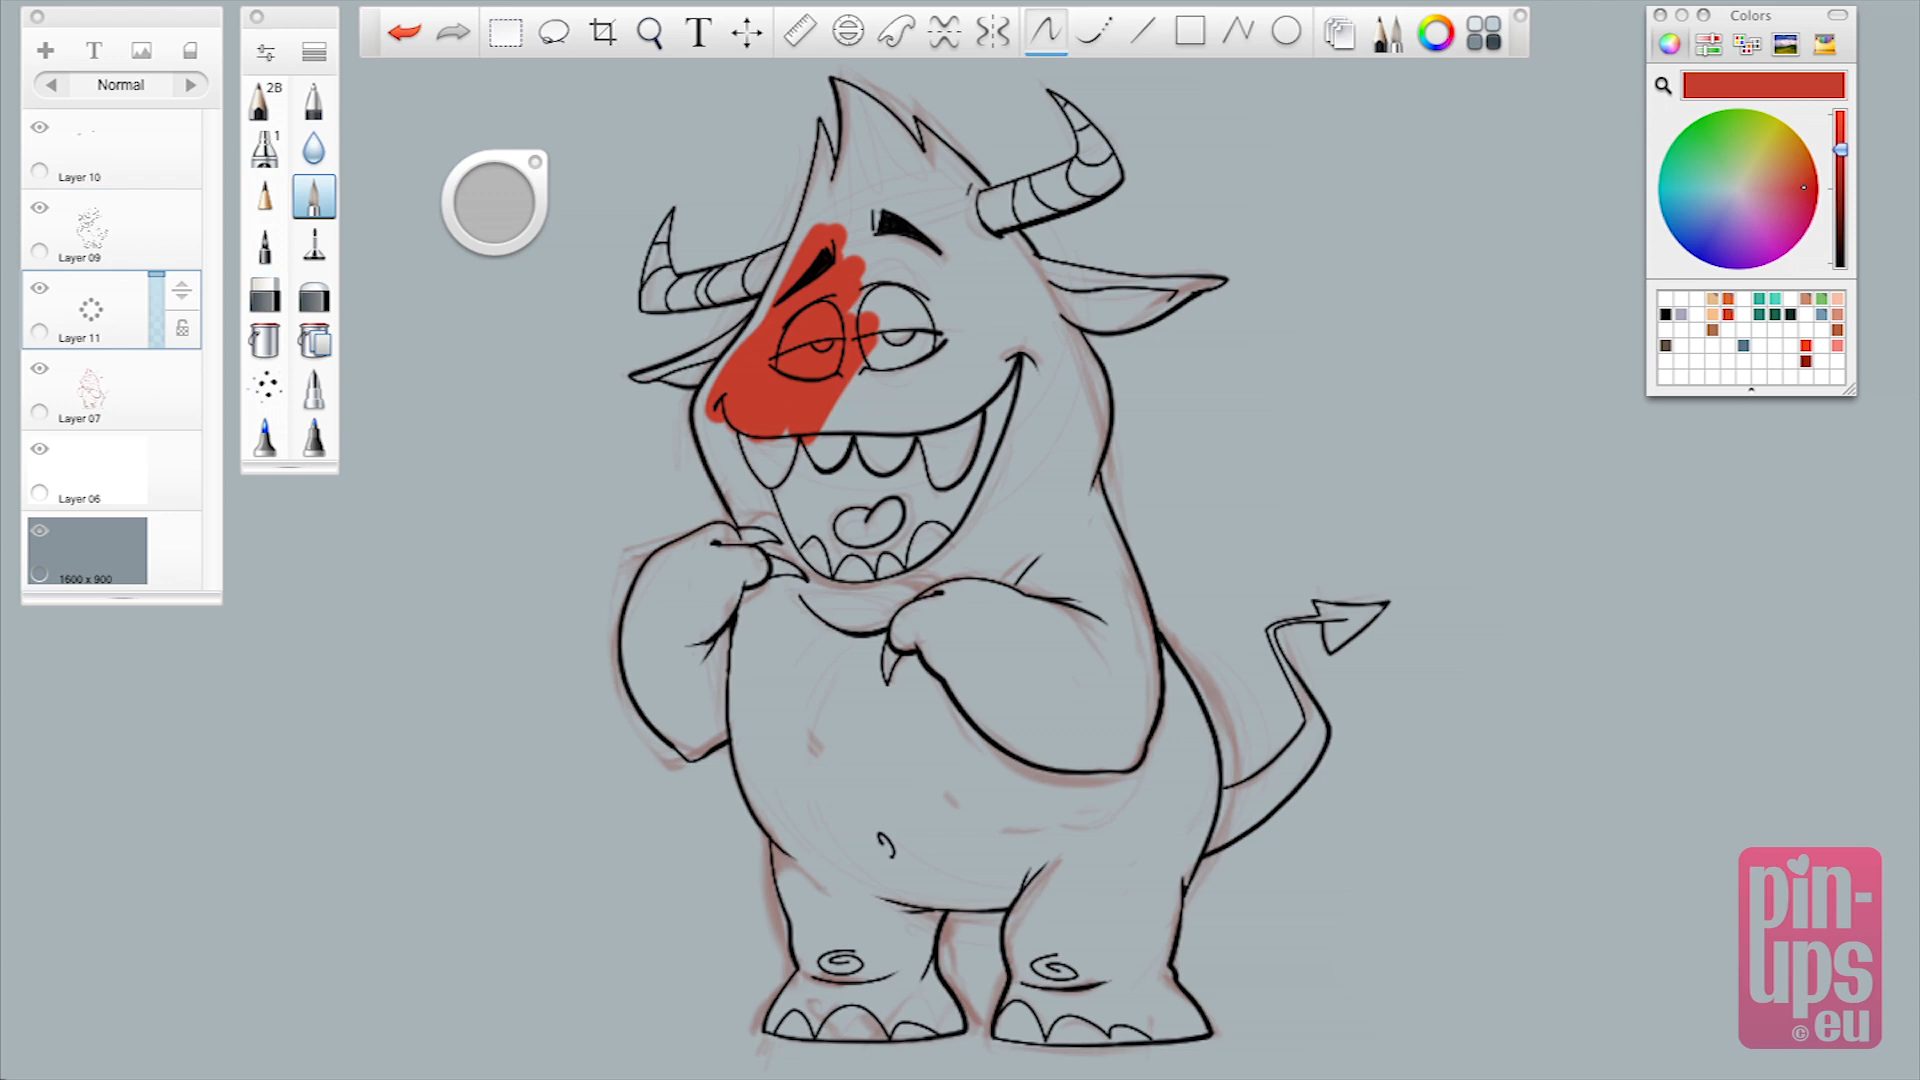 Normal
Layer 10
Layer 09
Layer 11
Layer 07
Layer 06
1600 x 900
2B
1
T
T
Colors
pin-
ups
©eu